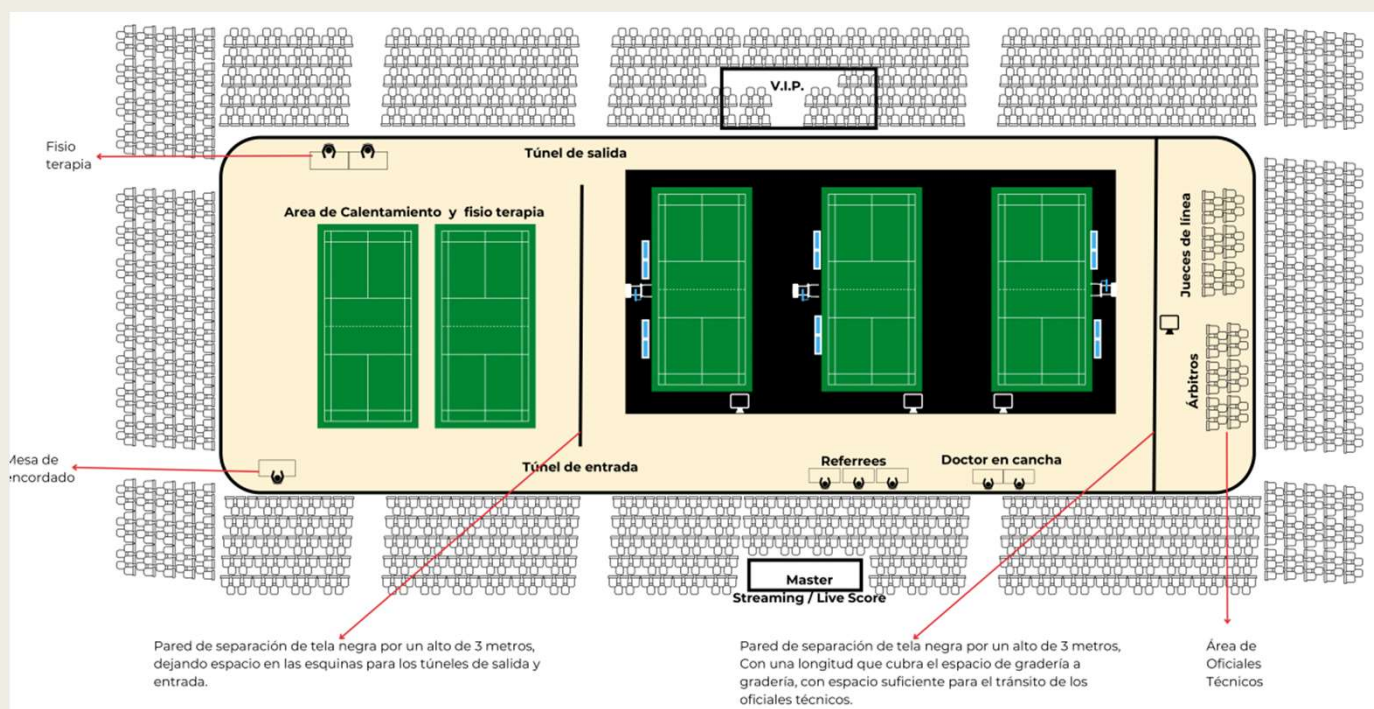 V.I.P.
Fisio
terapia
Túnel de salida
Area de Calentamiento y fisio terapia
Jueces de línea
Árbitros
Mesa de
encordado
Túnel de entrada
Referrees
Doctor en cancha
Master
Streaming / Live Score
Pared de separación de tela negra por un alto de 3 metros,
dejando espacio en las esquinas para los túneles de salida y
entrada.
Pared de separación de tela negra por un alto de 3 metros,
Con una longitud que cubra el espacio de gradería a
gradería, con espacio suficiente para el tránsito de los
oficiales técnicos.
Área de
Oficiales
Técnicos